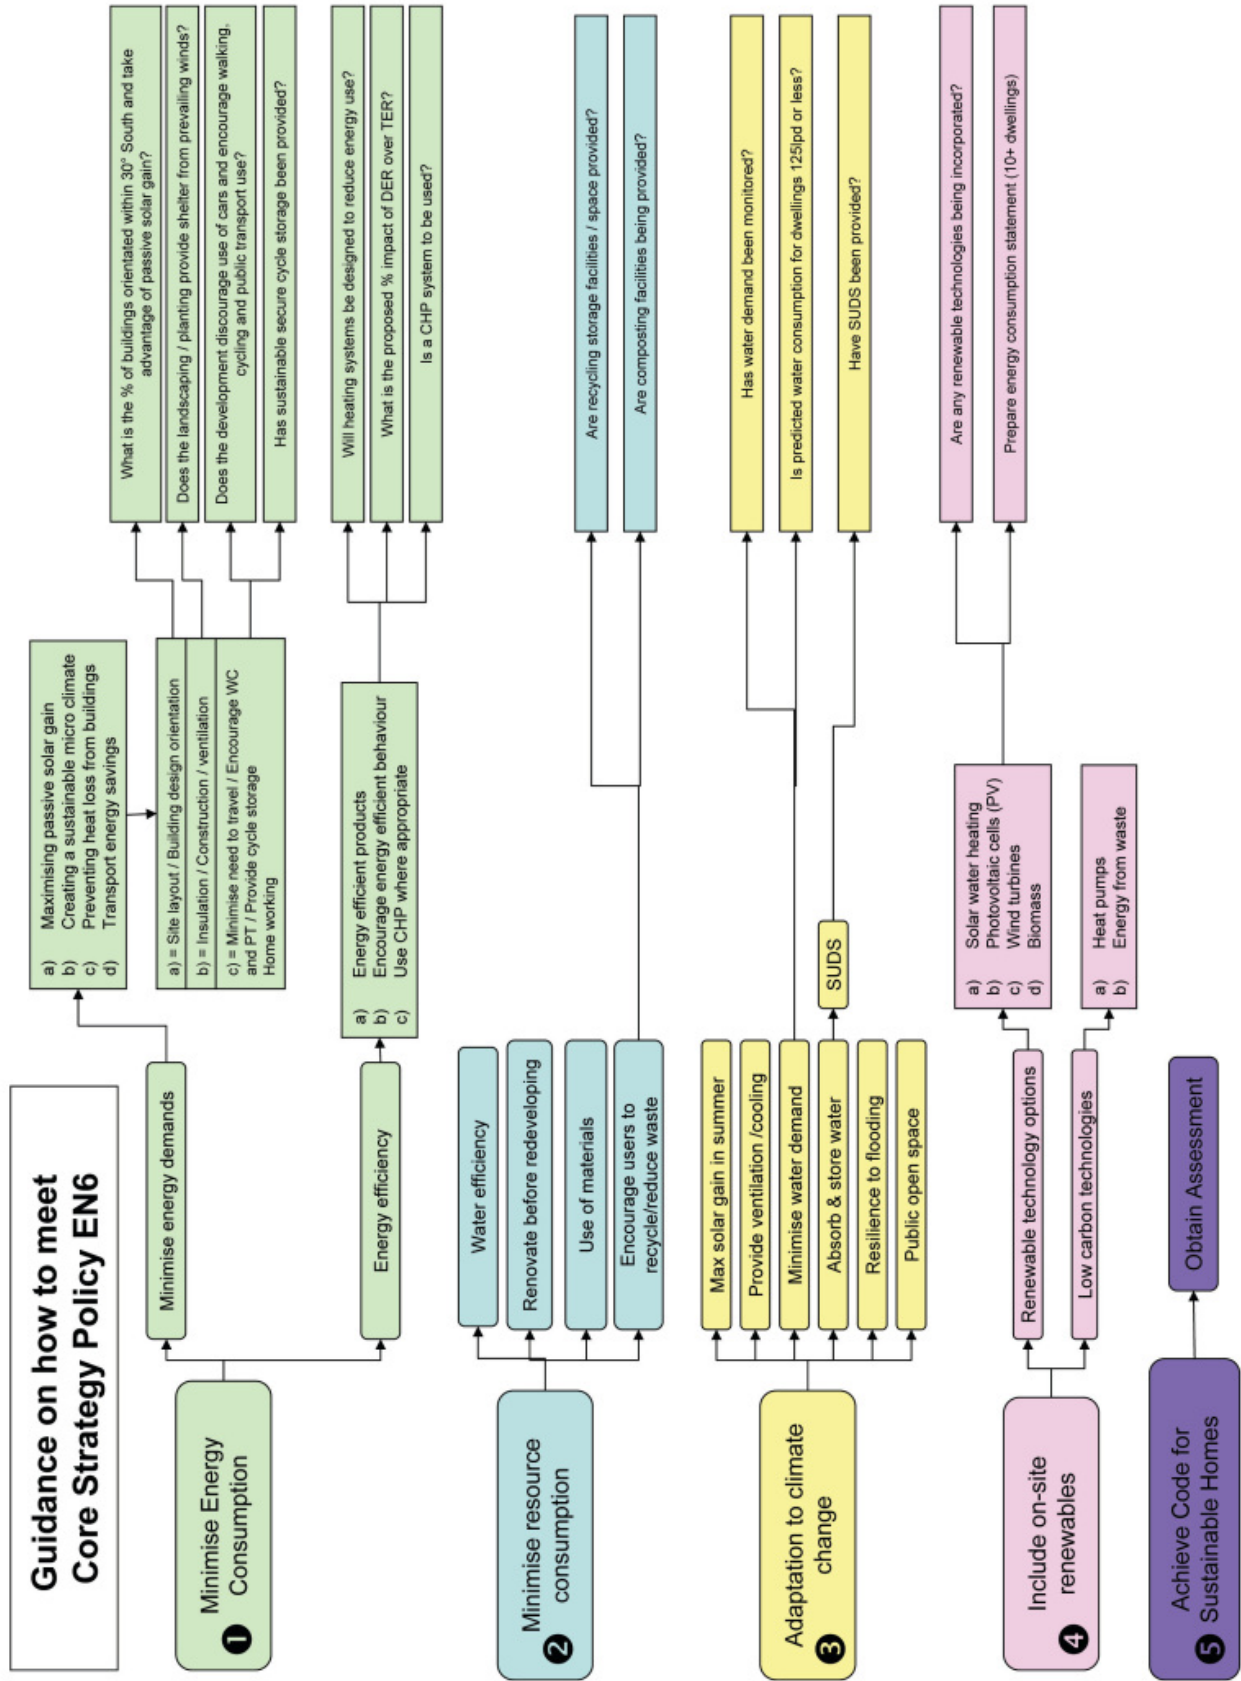 Guidance on how to meet
Core Strategy Policy EN6
1
Minimise Energy
Consumption
Minimise energy demands
a) Maximising passive solar gain
b) Creating a sustainable micro climate
c) Preventing heat loss from buildings
d) Transport energy savings
a) = Site layout / Building design orientation
b) = Insulation / Construction / ventilation
c) = Minimise need to travel / Encourage WC
and PT / Provide cycle storage
Home working
What is the % of buildings orientated within 30° South and take
advantage of passive solar gain?
Does the landscaping / planting provide shelter from prevailing winds?
Does the development discourage use of cars and encourage walking,
cycling and public transport use?
Has sustainable secure cycle storage been provided?
Energy efficiency
a) Energy efficient products
b) Encourage energy efficient behaviour
c) Use CHP where appropriate
Will heating systems be designed to reduce energy use?
What is the proposed % impact of DER over TER?
Is a CHP system to be used?
2
Minimise resource
consumption
Water efficiency
Renovate before redeveloping
Use of materials
Encourage users to
recycle/reduce waste
Are recycling storage facilities / space provided?
Are composting facilities being provided?
3
Adaptation to climate
change
Max solar gain in summer
Provide ventilation /cooling
Minimise water demand
Absorb & store water
Resilience to flooding
Public open space
SUDS
Has water demand been monitored?
Is predicted water consumption for dwellings 125lpd or less?
Have SUDS been provided?
4
Include on-site
renewables
Renewable technology options
Low carbon technologies
a) Solar water heating
b) Photovoltaic cells (PV)
c) Wind turbines
d) Biomass
a) Heat pumps
b) Energy from waste
Are any renewable technologies being incorporated?
Prepare energy consumption statement (10+ dwellings)
5
Achieve Code for
Sustainable Homes
Obtain Assessment